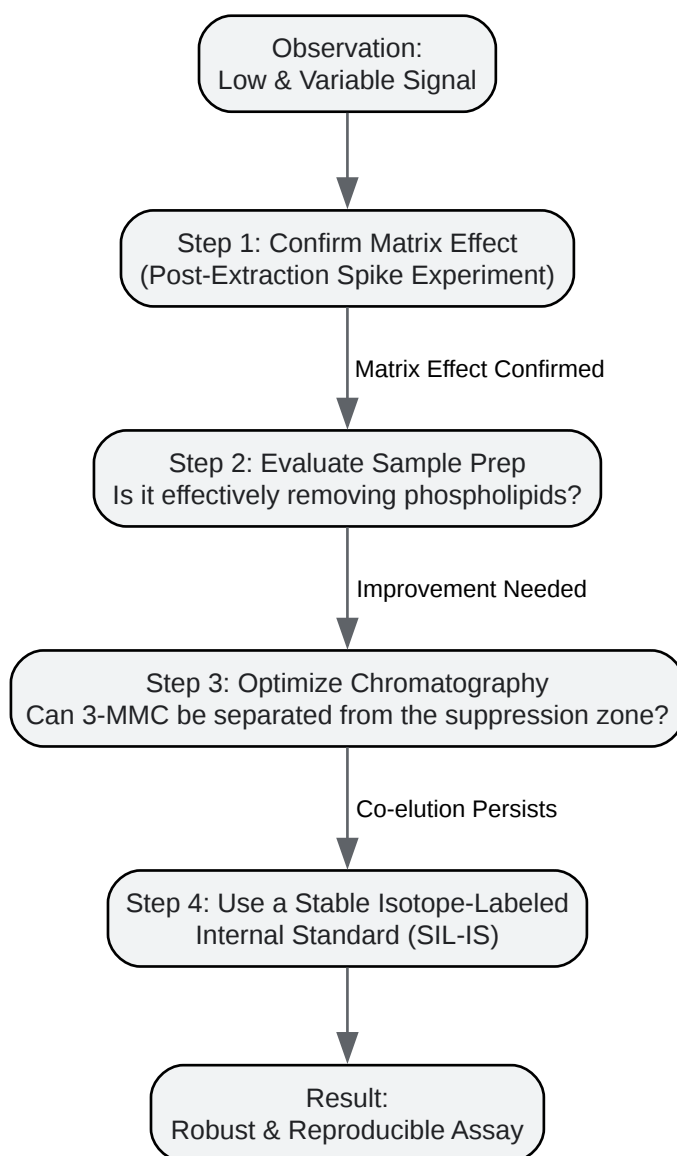 Observation:
Low & Variable Signal
Step 1: Confirm Matrix Effect
(Post-Extraction Spike Experiment)
Matrix Effect Confirmed
Step 2: Evaluate Sample Prep
Is it effectively removing phospholipids?
Improvement Needed
Step 3: Optimize Chromatography
Can 3-MMC be separated from the suppression zone?
Co-elution Persists
Step 4: Use a Stable Isotope-Labeled
Internal Standard (SIL-IS)
Result:
Robust & Reproducible Assay